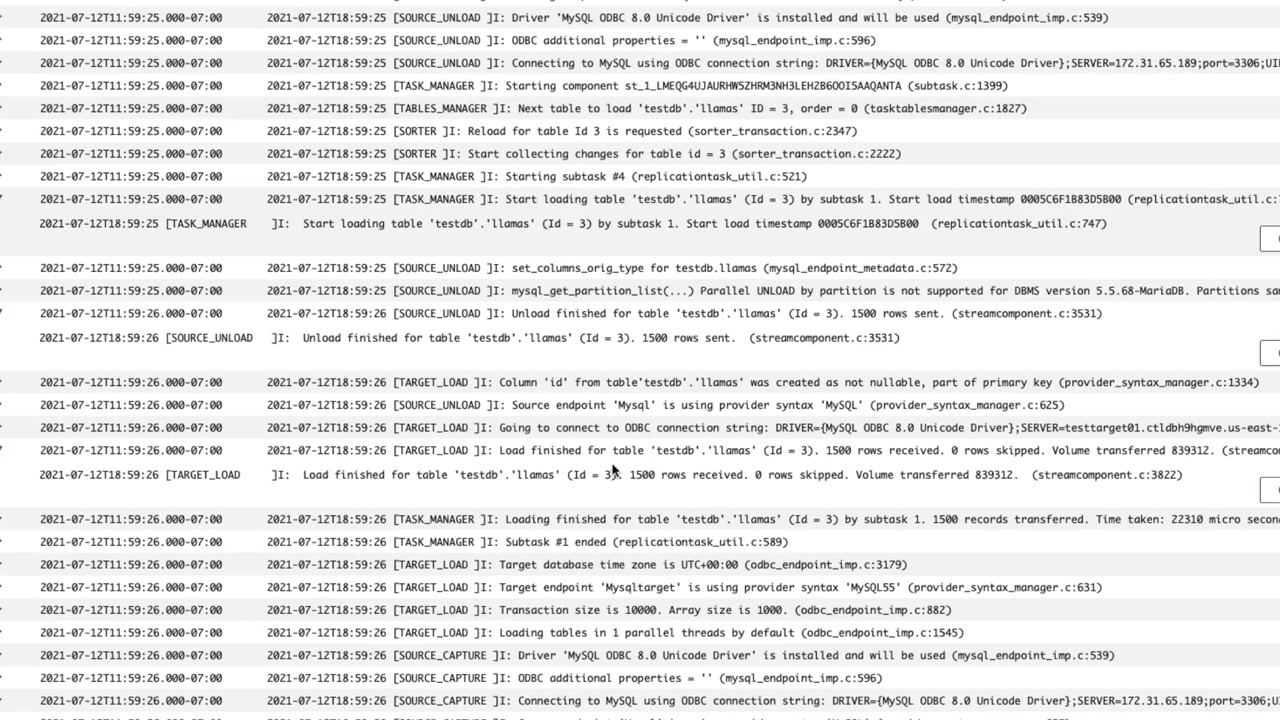 2021-07-12T11:59:25.000-07:00 2021-07-12T18:59:25 [SOURCE_UNLOAD ]I: Driver 'MySQL ODBC 8.0 Unicode Driver' is installed and will be used (mysql_endpoint_imp.c:539)
2021-07-12T11:59:25.000-07:00 2021-07-12T18:59:25 [SOURCE_UNLOAD ]I: ODBC additional properties = '' (mysql_endpoint_imp.c:596)
2021-07-12T11:59:25.000-07:00 2021-07-12T18:59:25 [SOURCE_UNLOAD ]I: Connecting to MySQL using ODBC connection string: DRIVER={MySQL ODBC 8.0 Unicode Driver};SERVER=172.31.65.189;port=3306;UI
2021-07-12T11:59:25.000-07:00 2021-07-12T18:59:25 [TASK_MANAGER ]I: Starting component st_1_LMEQG4UJAURHW5ZHRM3NH3LEH2B6OOI5AAQANTA (subtask.c:1399)
2021-07-12T11:59:25.000-07:00 2021-07-12T18:59:25 [TABLES_MANAGER ]I: Next table to load 'testdb'.'llamas' ID = 3, order = 0 (tasktablesmanager.c:1827)
2021-07-12T11:59:25.000-07:00 2021-07-12T18:59:25 [SORTER ]I: Reload for table Id 3 is requested (sorter_transaction.c:2347)
2021-07-12T11:59:25.000-07:00 2021-07-12T18:59:25 [SORTER ]I: Start collecting changes for table id = 3 (sorter_transaction.c:2222)
2021-07-12T11:59:25.000-07:00 2021-07-12T18:59:25 [TASK_MANAGER ]I: Starting subtask #4 (replicationtask_util.c:521)
2021-07-12T11:59:25.000-07:00 2021-07-12T18:59:25 [TASK_MANAGER ]I: Start loading table 'testdb'.'llamas' (Id = 3) by subtask 1. Start load timestamp 0005C6F1B83D5B00 (replicationtask_util.c:
2021-07-12T18:59:25 [TASK_MANAGER ]I: Start loading table 'testdb'.'llamas' (Id = 3) by subtask 1. Start load timestamp 0005C6F1B83D5B00 (replicationtask_util.c:747)
2021-07-12T11:59:25.000-07:00 2021-07-12T18:59:25 [SOURCE_UNLOAD ]I: set_columns_orig_type for testdb.llamas (mysql_endpoint_metadata.c:572)
2021-07-12T11:59:25.000-07:00 2021-07-12T18:59:25 [SOURCE_UNLOAD ]I: mysql_get_partition_list(...) Parallel UNLOAD by partition is not supported for DBMS version 5.5.68-MariaDB. Partitions sa
2021-07-12T11:59:26.000-07:00 2021-07-12T18:59:26 [SOURCE_UNLOAD ]I: Unload finished for table 'testdb'.'llamas' (Id = 3). 1500 rows sent. (streamcomponent.c:3531)
2021-07-12T18:59:26 [SOURCE_UNLOAD ]I: Unload finished for table 'testdb'.'llamas' (Id = 3). 1500 rows sent. (streamcomponent.c:3531)
2021-07-12T11:59:26.000-07:00 2021-07-12T18:59:26 [TARGET_LOAD ]I: Column 'id' from table'testdb'.'llamas' was created as not nullable, part of primary key (provider_syntax_manager.c:1334)
2021-07-12T11:59:26.000-07:00 2021-07-12T18:59:26 [SOURCE_UNLOAD ]I: Source endpoint 'Mysql' is using provider syntax 'MySQL' (provider_syntax_manager.c:625)
2021-07-12T11:59:26.000-07:00 2021-07-12T18:59:26 [TARGET_LOAD ]I: Going to connect to ODBC connection string: DRIVER={MySQL ODBC 8.0 Unicode Driver};SERVER=testtarget01.ctldbh9hgmve.us-east-
2021-07-12T11:59:26.000-07:00 2021-07-12T18:59:26 [TARGET_LOAD ]I: Load finished for table 'testdb'.'llamas' (Id = 3). 1500 rows received. 0 rows skipped. Volume transferred 839312. (streamc
2021-07-12T18:59:26 [TARGET_LOAD ]I: Load finished for table 'testdb'.'llamas' (Id = 3). 1500 rows received. 0 rows skipped. Volume transferred 839312. (streamcomponent.c:3822)
2021-07-12T11:59:26.000-07:00 2021-07-12T18:59:26 [TASK_MANAGER ]I: Loading finished for table 'testdb'.'llamas' (Id = 3) by subtask 1. 1500 records transferred. Time taken: 22310 micro secon
2021-07-12T11:59:26.000-07:00 2021-07-12T18:59:26 [TASK_MANAGER ]I: Subtask #1 ended (replicationtask_util.c:589)
2021-07-12T11:59:26.000-07:00 2021-07-12T18:59:26 [TARGET_LOAD ]I: Target database time zone is UTC+00:00 (odbc_endpoint_imp.c:3179)
2021-07-12T11:59:26.000-07:00 2021-07-12T18:59:26 [TARGET_LOAD ]I: Target endpoint 'Mysqltarget' is using provider syntax 'MySQL55' (provider_syntax_manager.c:631)
2021-07-12T11:59:26.000-07:00 2021-07-12T18:59:26 [TARGET_LOAD ]I: Transaction size is 10000. Array size is 1000. (odbc_endpoint_imp.c:882)
2021-07-12T11:59:26.000-07:00 2021-07-12T18:59:26 [TARGET_LOAD ]I: Loading tables in 1 parallel threads by default (odbc_endpoint_imp.c:1545)
2021-07-12T11:59:26.000-07:00 2021-07-12T18:59:26 [SOURCE_CAPTURE ]I: Driver 'MySQL ODBC 8.0 Unicode Driver' is installed and will be used (mysql_endpoint_imp.c:539)
2021-07-12T11:59:26.000-07:00 2021-07-12T18:59:26 [SOURCE_CAPTURE ]I: ODBC additional properties = '' (mysql_endpoint_imp.c:596)
2021-07-12T11:59:26.000-07:00 2021-07-12T18:59:26 [SOURCE_CAPTURE ]I: Connecting to MySQL using ODBC connection string: DRIVER={MySQL ODBC 8.0 Unicode Driver};SERVER=172.31.65.189;port=3306;U